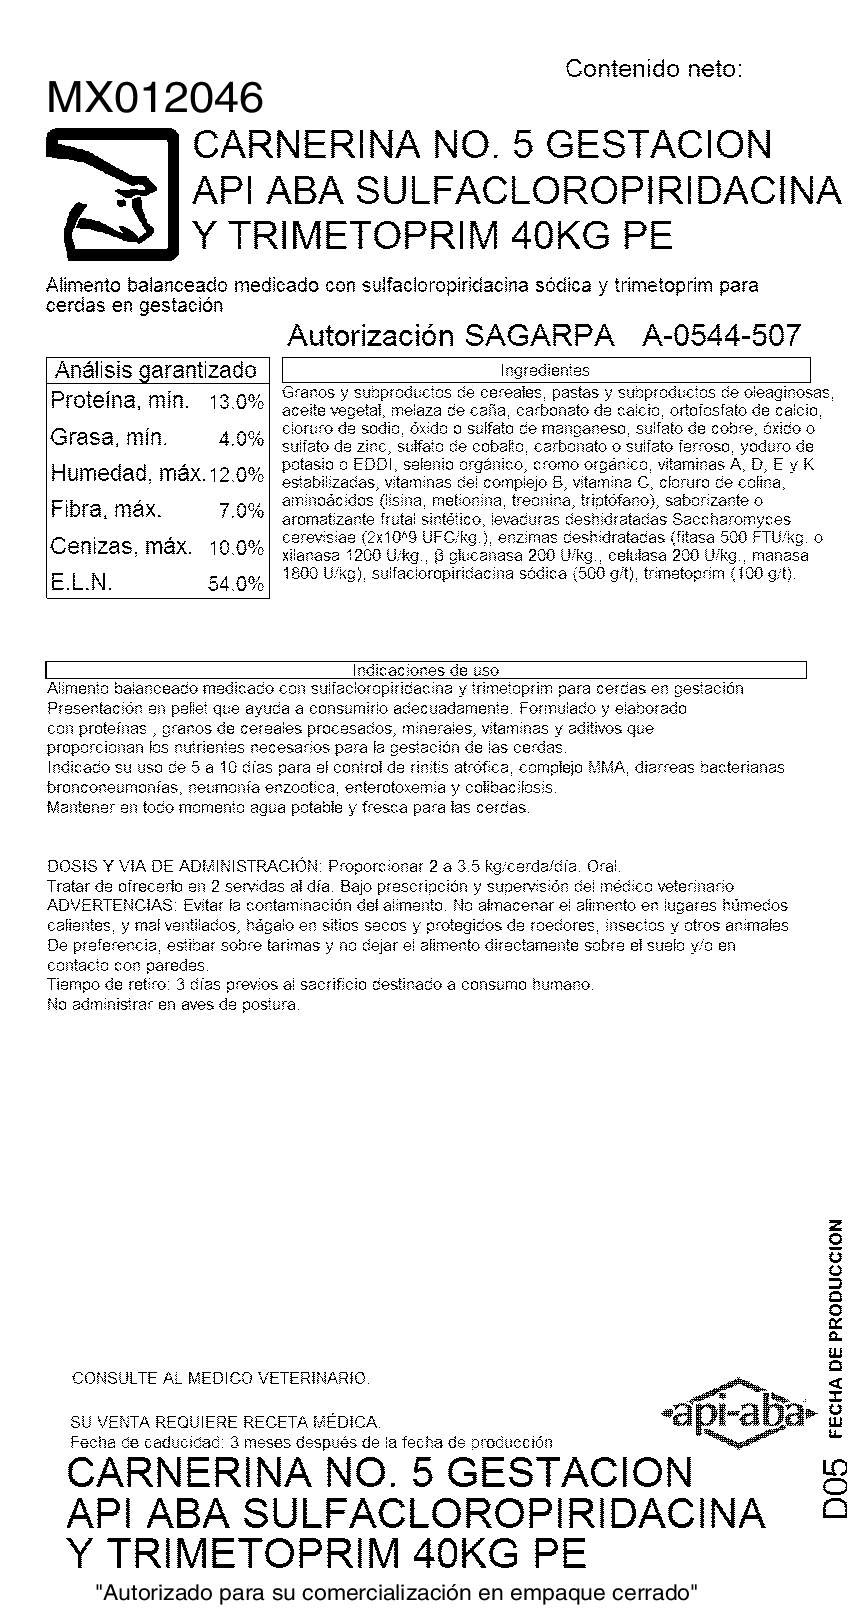 Contenido neto:
MX012046
CARNERINA NO. 5 GESTACION
API ABA SULFACLOROPIRIDACINA
Y TRIMETOPRIM 40KG PE
Alimento balanceado medicado con sulfacloropiridacina sódica y trimetoprim para
cerdas en gestación
Autorización SAGARPA A-0544-507
Análisis garantizado
Proteína, mín. 13.0%
Grasa, mín. 4.0%
Humedad, máx. 12.0%
Fibra, máx. 7.0%
Cenizas, máx. 10.0%
E.L.N. 54.0%
Ingredientes
Granos y subproductos de cereales, pastas y subproductos de oleaginosas,
aceite vegetal, melaza de caña, carbonato de calcio, ortofosfato de calcio,
cloruro de sodio, óxido o sulfato de manganeso, sulfato de cobre, óxido o
sulfato de zinc, sulfato de cobalto, carbonato o sulfato ferroso, yoduro de
potasio o EDDI, selenio orgánico, cromo orgánico, vitaminas A, D, E y K
estabilizadas, vitaminas del complejo B, vitamina C, cloruro de colina,
aminoácidos (lisina, metionina, treonina, triptófano), saborizante o
aromatizante frutal sintético, levaduras deshidratadas Saccharomyces
cerevisiae (2x10^9 UFC/kg.), enzimas deshidratadas (fitasa 500 FTU/kg. o
xilanasa 1200 U/kg., β glucanasa 200 U/kg., celulasa 200 U/kg., manasa
1800 U/kg), sulfacloropiridacina sódica (500 g/t), trimetoprim (100 g/t).
Indicaciones de uso
Alimento balanceado medicado con sulfacloropiridacina y trimetoprim para cerdas en gestación
Presentación en pellet que ayuda a consumirlo adecuadamente. Formulado y elaborado
con proteínas , granos de cereales procesados, minerales, vitaminas y aditivos que
proporcionan los nutrientes necesarios para la gestación de las cerdas.
Indicado su uso de 5 a 10 días para el control de rinitis atrófica, complejo MMA, diarreas bacterianas
bronconeumonías, neumonía enzootica, enterotoxemia y colibacilosis.
Mantener en todo momento agua potable y fresca para las cerdas.
DOSIS Y VIA DE ADMINISTRACIÓN: Proporcionar 2 a 3.5 kg/cerda/día. Oral.
Tratar de ofrecerlo en 2 servidas al día. Bajo prescripción y supervisión del médico veterinario
ADVERTENCIAS: Evitar la contaminación del alimento. No almacenar el alimento en lugares húmedos
calientes, y mal ventilados, hágalo en sitios secos y protegidos de roedores, insectos y otros animales
De preferencia, estibar sobre tarimas y no dejar el alimento directamente sobre el suelo y/o en
contacto con paredes.
Tiempo de retiro: 3 días previos al sacrificio destinado a consumo humano.
No administrar en aves de postura.
FECHA DE PRODUCCION
D05
CONSULTE AL MEDICO VETERINARIO.
api-aba
SU VENTA REQUIERE RECETA MÉDICA.
Fecha de caducidad: 3 meses después de la fecha de producción
CARNERINA NO. 5 GESTACION
API ABA SULFACLOROPIRIDACINA
Y TRIMETOPRIM 40KG PE
"Autorizado para su comercialización en empaque cerrado"